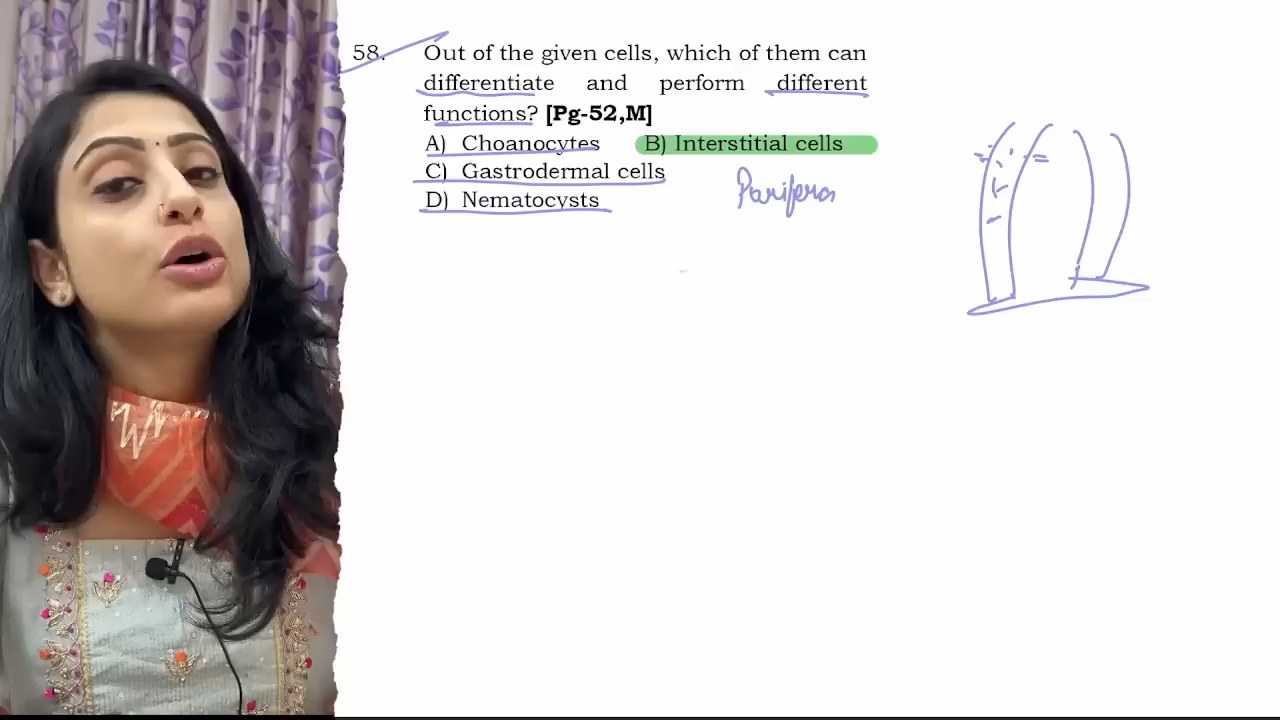 58. Out of the given cells, which of them can
differentiate and perform different
functions? [Pg-52,M]
A) Choanocytes B) Interstitial cells
C) Gastrodermal cells
D) Nematocysts
Porifera